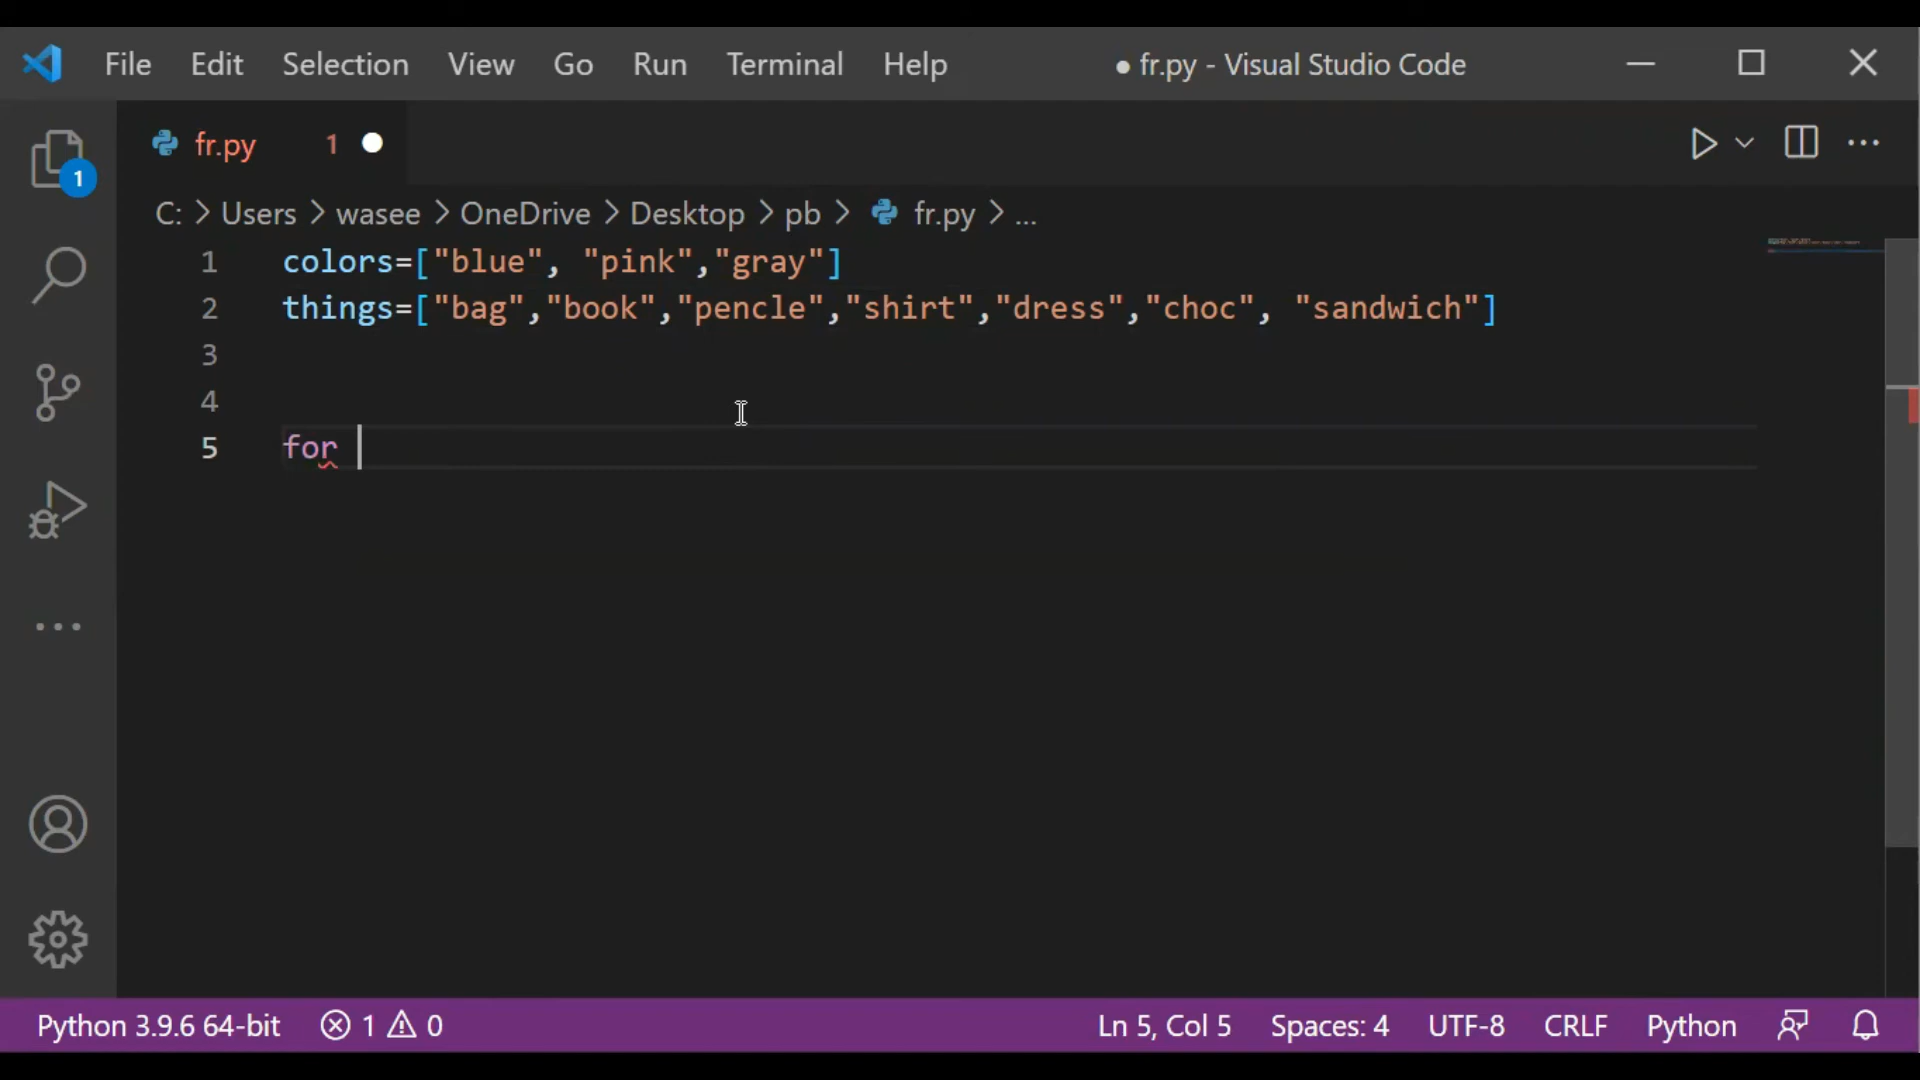 File Edit Selection View Go Run Terminal Help ● fr.py - Visual Studio Code
fr.py 1 ●
C: > Users > wasee > OneDrive > Desktop > pb > fr.py > ...
1 colors=["blue", "pink","gray"]
2 things=["bag","book","pencle","shirt","dress","choc", "sandwich"]
3
4
5 for
1
Python 3.9.6 64-bit 1 0 Ln 5, Col 5 Spaces: 4 UTF-8 CRLF Python